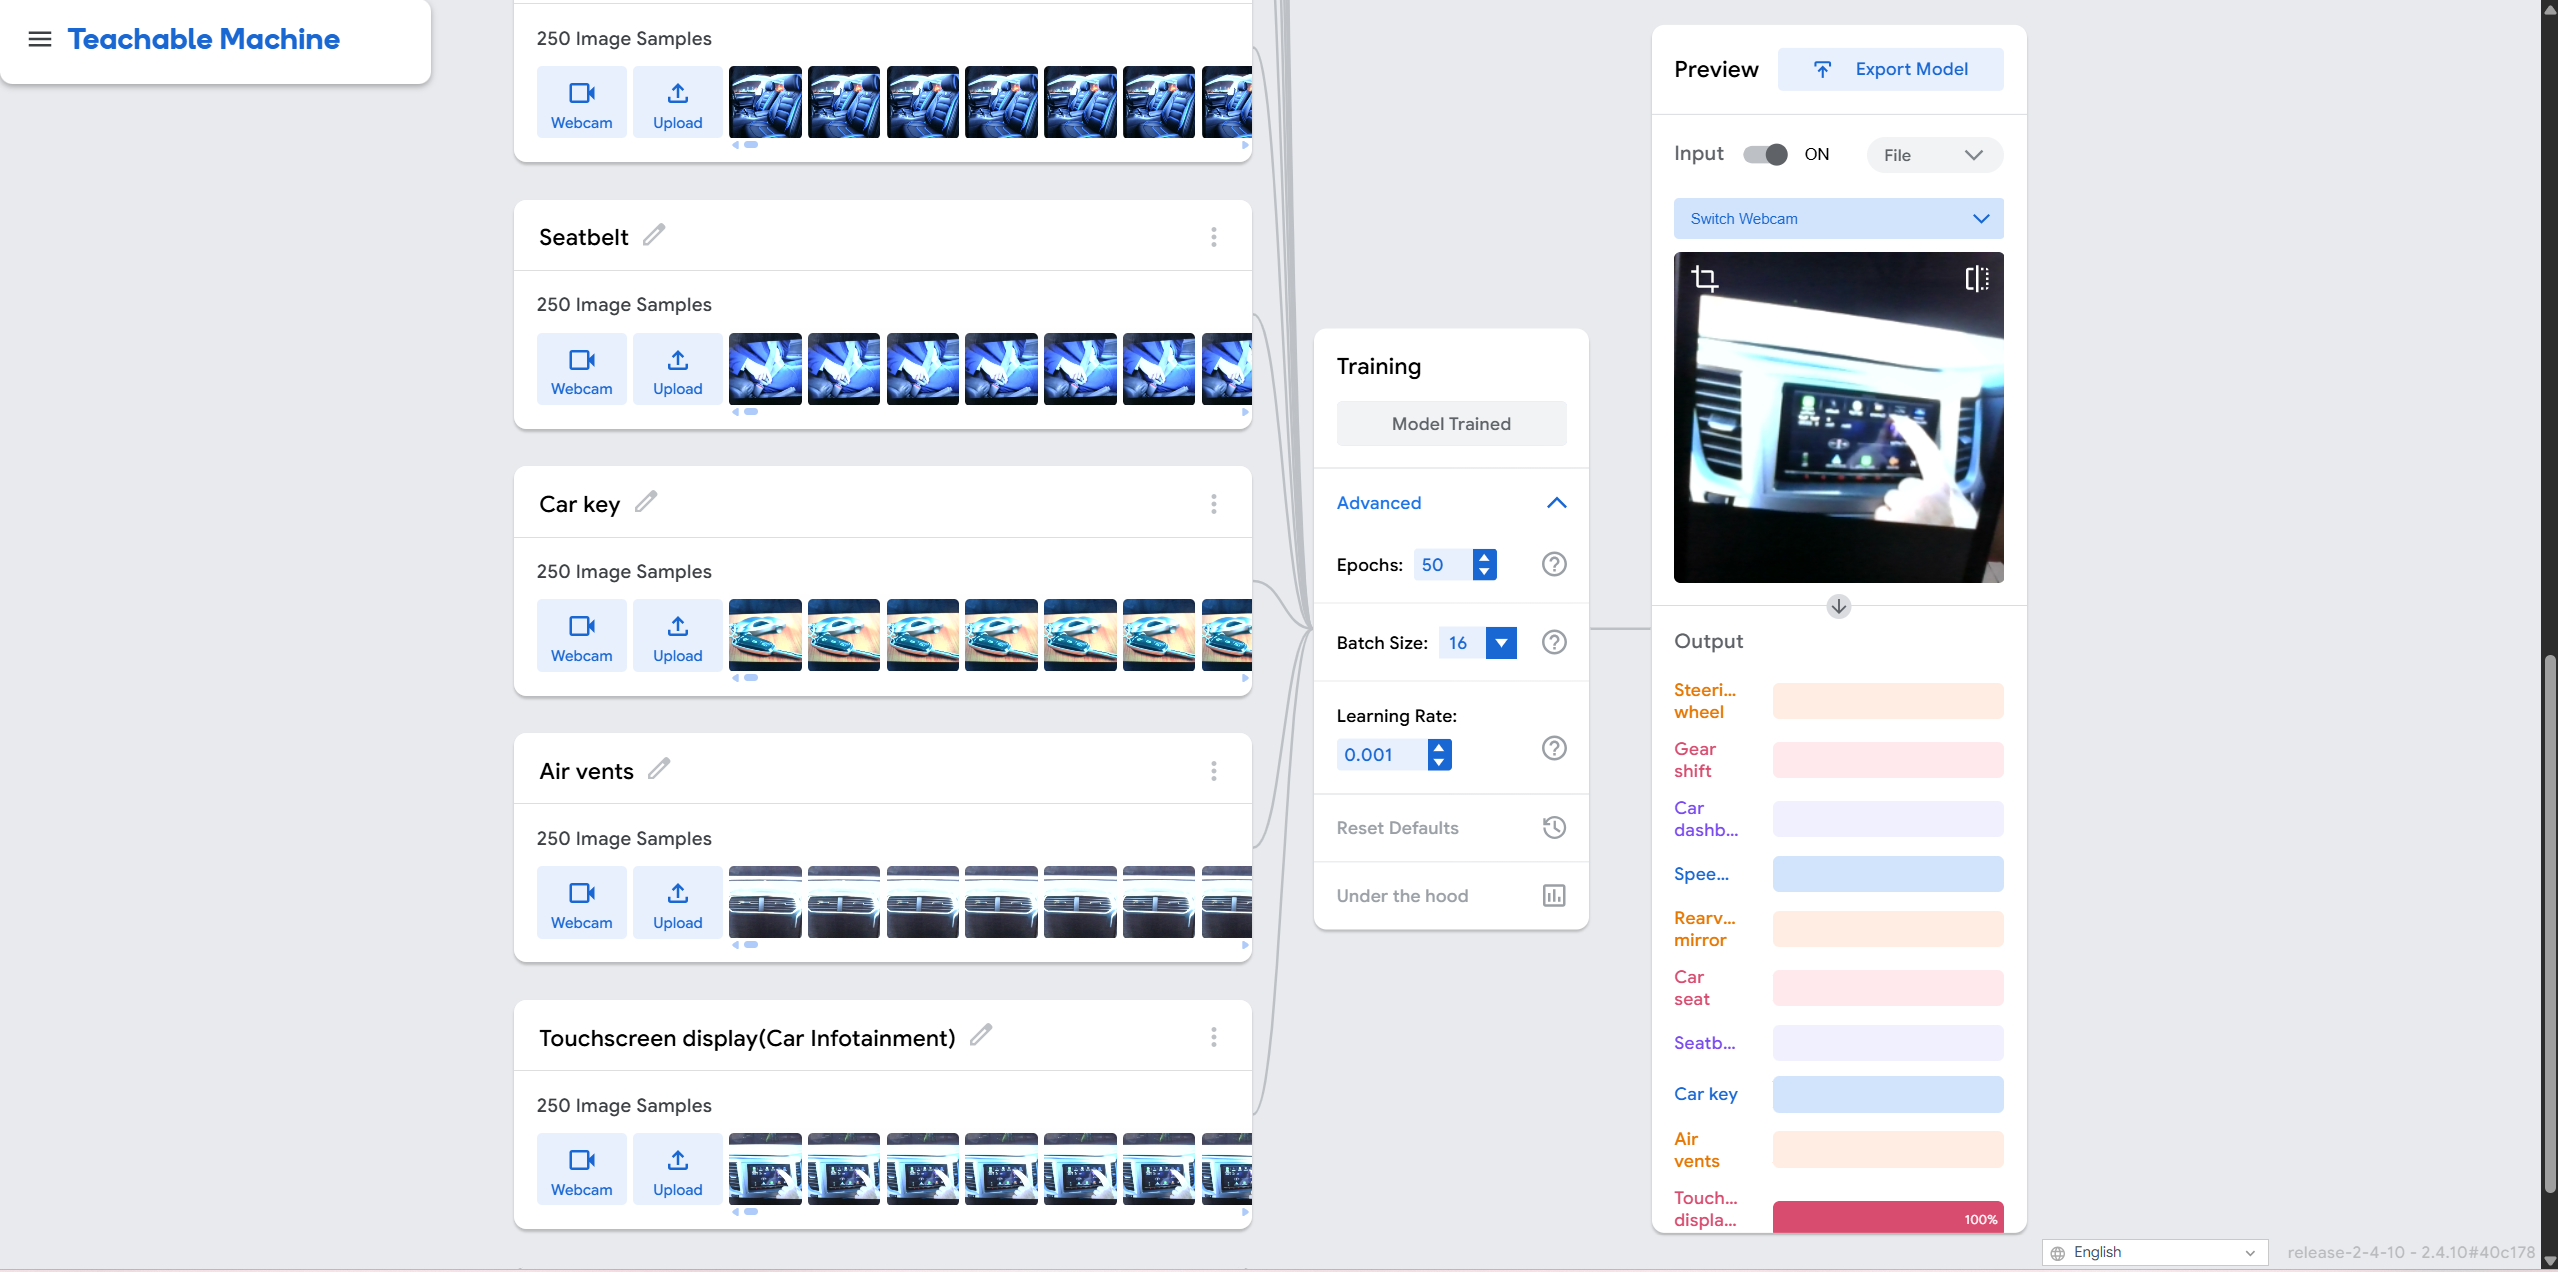 Teachable Machine
250 Image Samples
Webcam
Upload
Seatbelt
250 Image Samples
Webcam
Upload
Car key
250 Image Samples
Webcam
Upload
Air vents
250 Image Samples
Webcam
Upload
Touchscreen display(Car Infotainment)
250 Image Samples
Webcam
Upload
Training
Model Trained
Advanced
Epochs: 50
Batch Size: 16
Learning Rate:
0.001
Reset Defaults
Under the hood
Preview
Export Model
Input ON File
Switch Webcam
Output
Steeri...
wheel
Gear
shift
Car
dashb...
Spee...
Rearv...
mirror
Car
seat
Seatb...
Car key
Air
vents
Touch...
displa...
100%
English
release-2-4-10 - 2.4.10#40c178